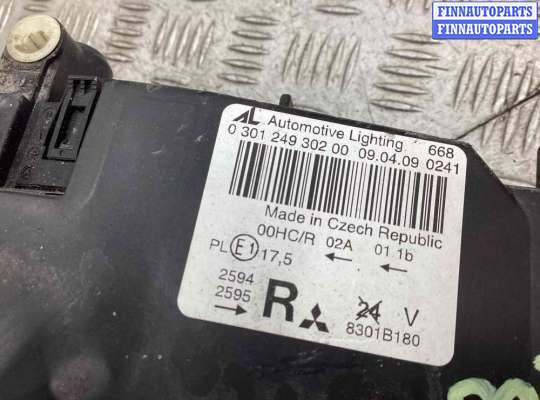 FINNAUTOPARTS
FINNAUTOPARTS
AL Automotive Lighting 668
0 301 249 302 00 09.04.09 0241
Made in Czech Republic
00HC/R 02A 01 1b
PL E1 17,5
2594
2595
R 24 V
8301B180